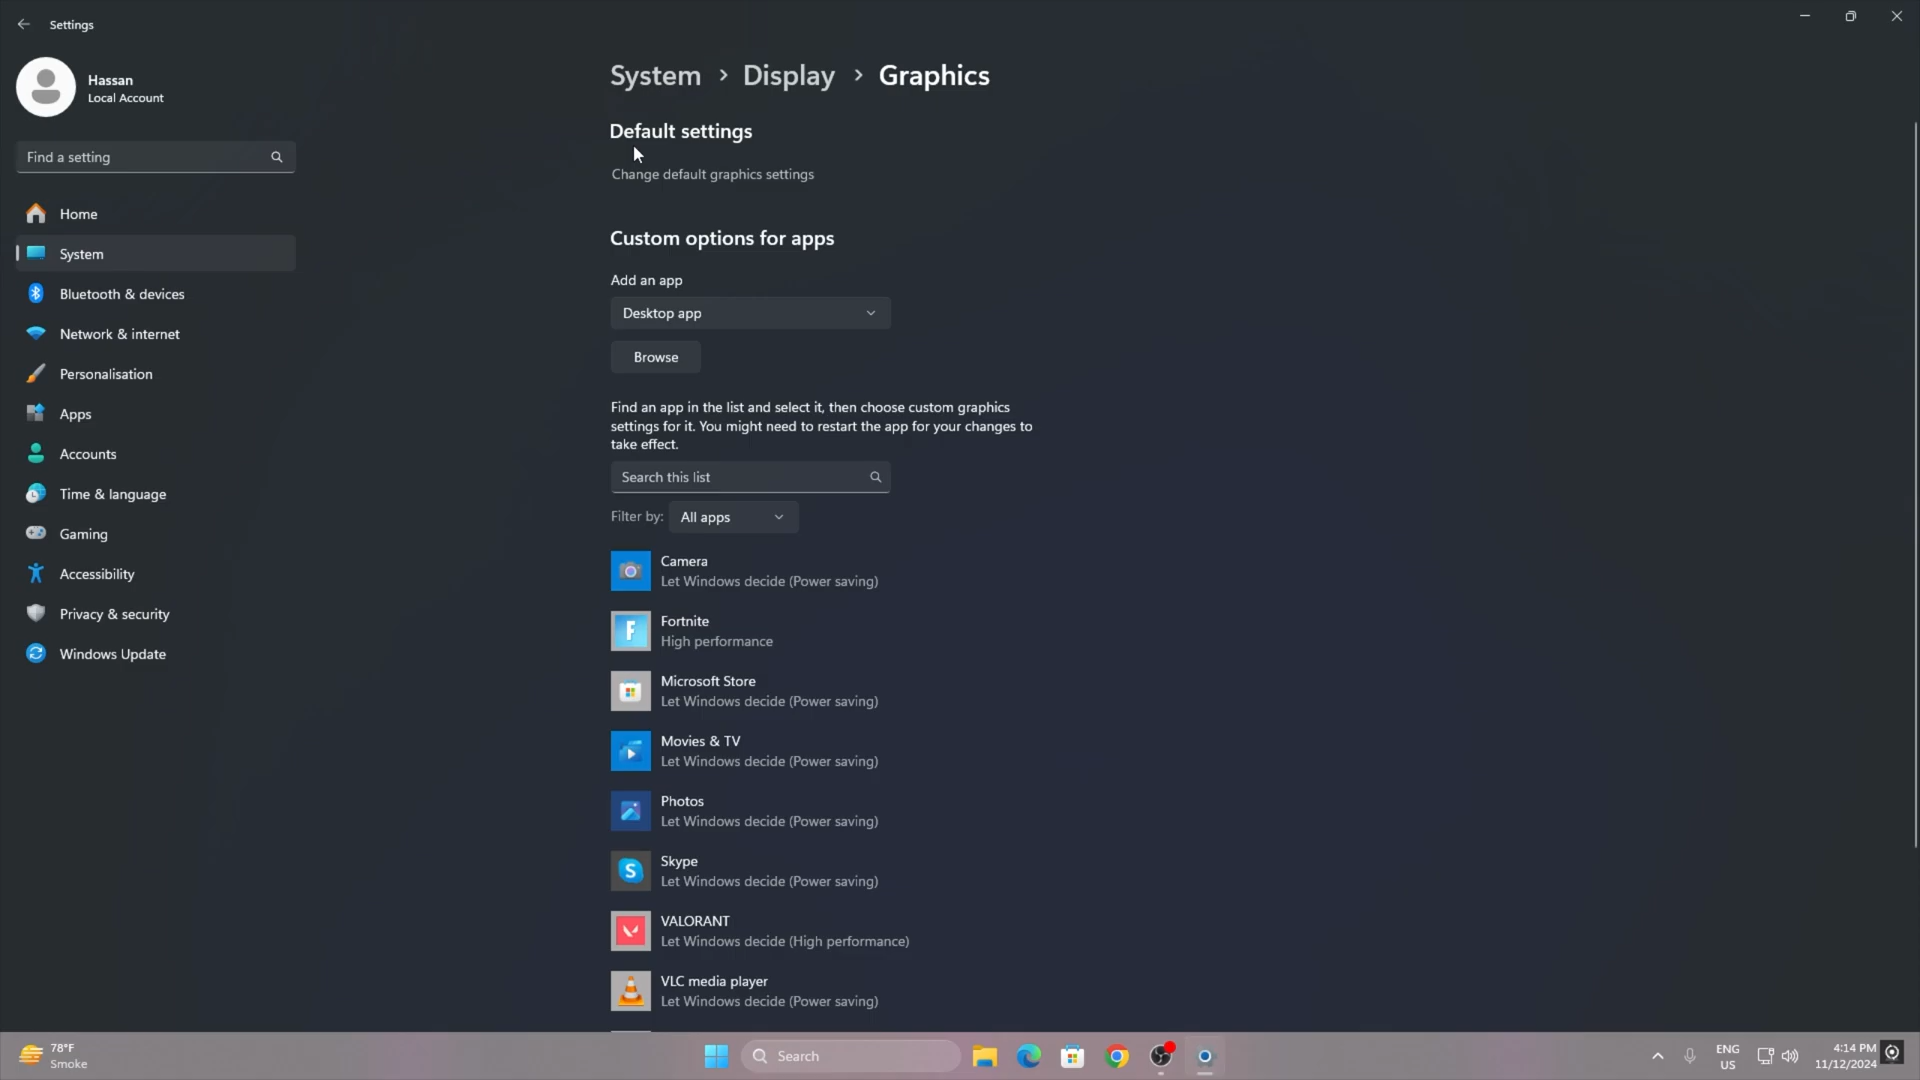 Settings
Hassan
Local Account
Find a setting
Home
System
Bluetooth & devices
Network & internet
Personalisation
Apps
Accounts
Time & language
Gaming
Accessibility
Privacy & security
Windows Update
System > Display > Graphics
Default settings
Change default graphics settings
Custom options for apps
Add an app
Desktop app
Browse
Find an app in the list and select it, then choose custom graphics
settings for it. You might need to restart the app for your changes to
take effect.
Search this list
Filter by: All apps
Camera
Let Windows decide (Power saving)
Fortnite
High performance
Microsoft Store
Let Windows decide (Power saving)
Movies & TV
Let Windows decide (Power saving)
Photos
Let Windows decide (Power saving)
Skype
Let Windows decide (Power saving)
VALORANT
Let Windows decide (High performance)
VLC media player
Let Windows decide (Power saving)
78°F
Smoke
Search
ENG
US
4:14 PM
11/12/2024